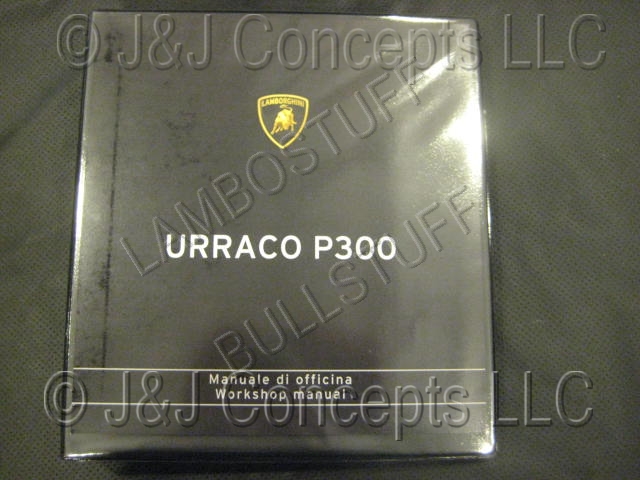 © J&J Concepts LLC
LAMBORGHINI
LAMBOSTUFF
URRACO P300
BULLSTUFF
Manuale di officina
Workshop manual
© J&J Concepts LLC